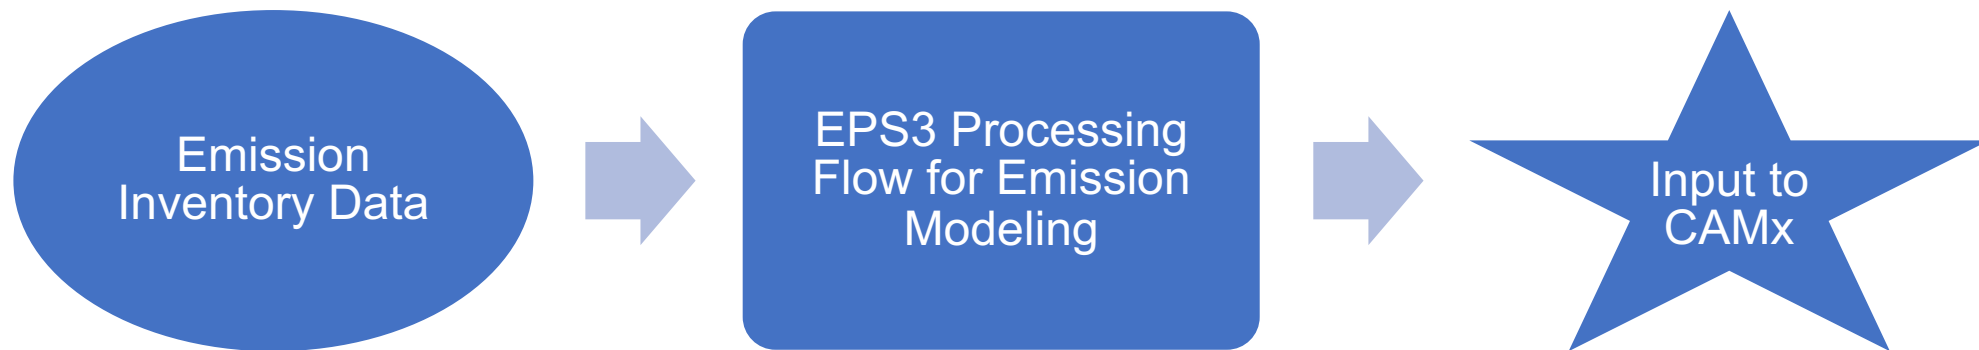 Emission
Inventory Data
EPS3 Processing
Flow for Emission
Modeling
Input to
CAMx